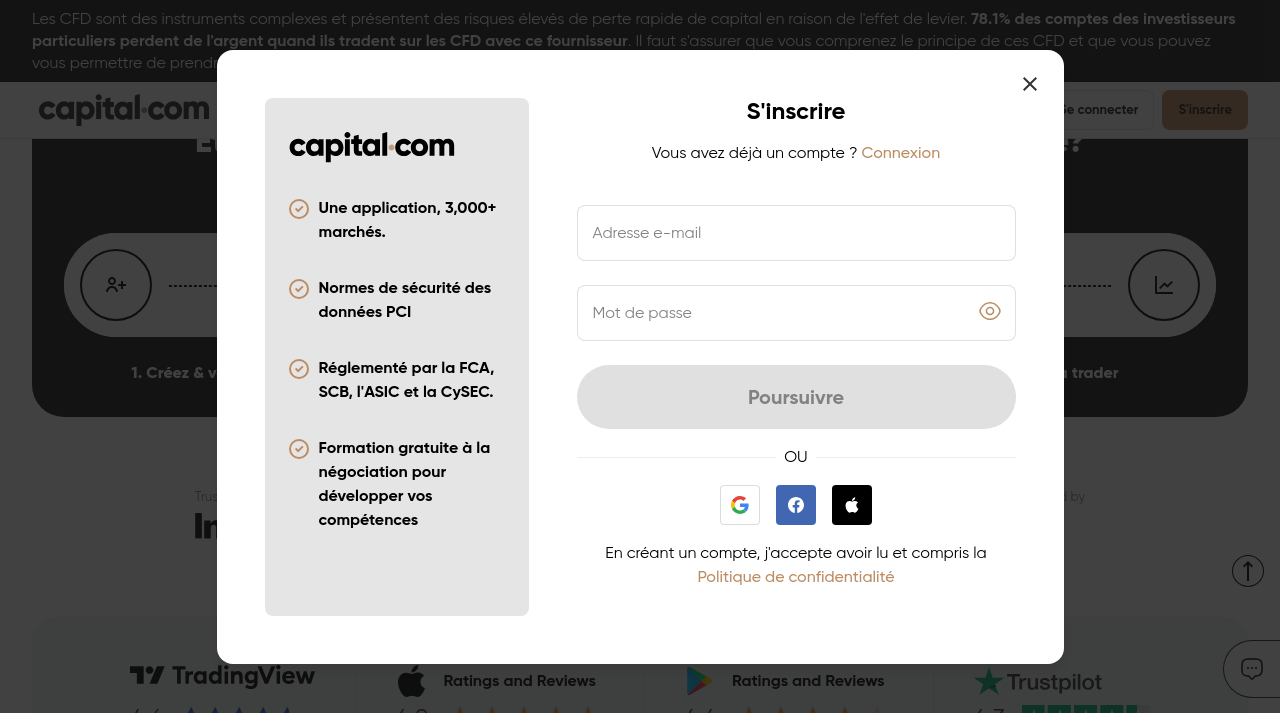 Les CFD sont des instruments complexes et présentent des risques élevés de perte rapide de capital en raison de l'effet de levier. 78.1% des comptes des investisseurs
particuliers perdent de l'argent quand ils tradent sur les CFD avec ce fournisseur. Il faut s'assurer que vous comprenez le principe de ces CFD et que vous pouvez
vous permettre de prendre
capital.com
Se connecter
S'inscrire
1. Créez & v
trader
Trus
d by
In
capital.com
Une application, 3,000+
marchés.
Normes de sécurité des
données PCI
Réglementé par la FCA,
SCB, l'ASIC et la CySEC.
Formation gratuite à la
négociation pour
développer vos
compétences
S'inscrire
Vous avez déjà un compte ? Connexion
Adresse e-mail
Mot de passe
Poursuivre
OU
En créant un compte, j'accepte avoir lu et compris la
Politique de confidentialité
TradingView
Ratings and Reviews
Ratings and Reviews
Trustpilot